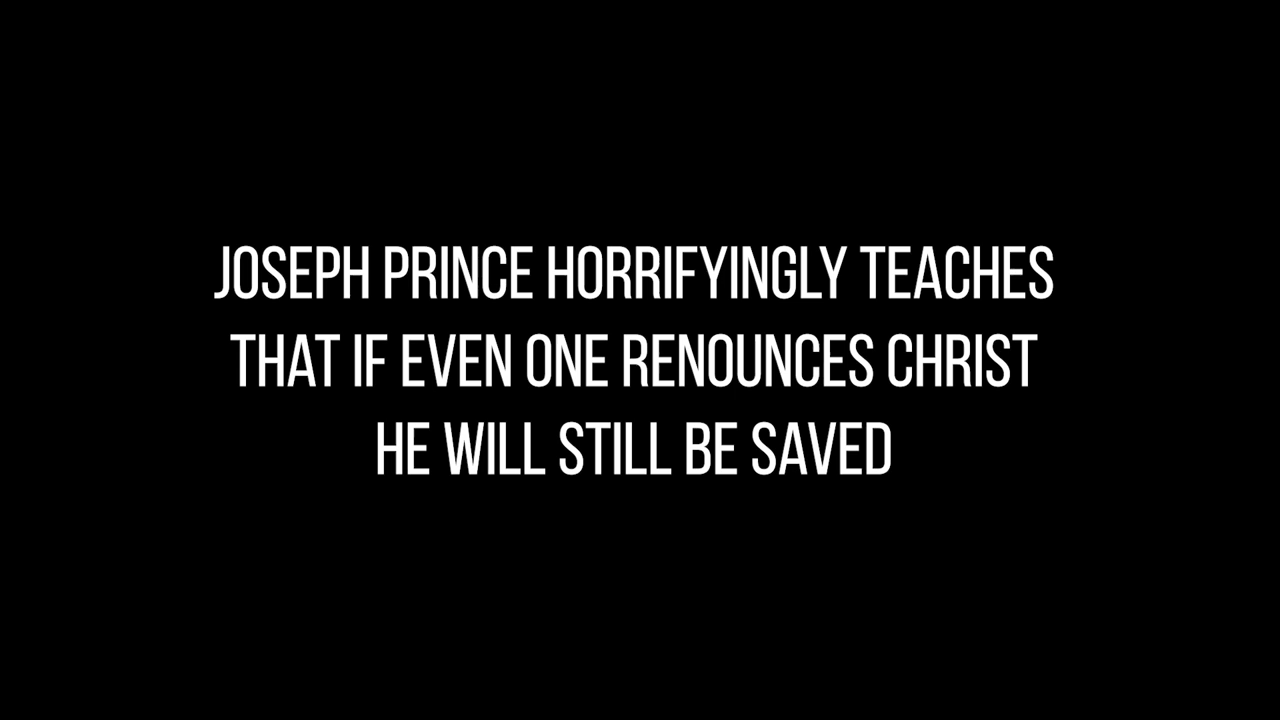 JOSEPH PRINCE HORRIFYINGLY TEACHES
THAT IF EVEN ONE RENOUNCES CHRIST
HE WILL STILL BE SAVED